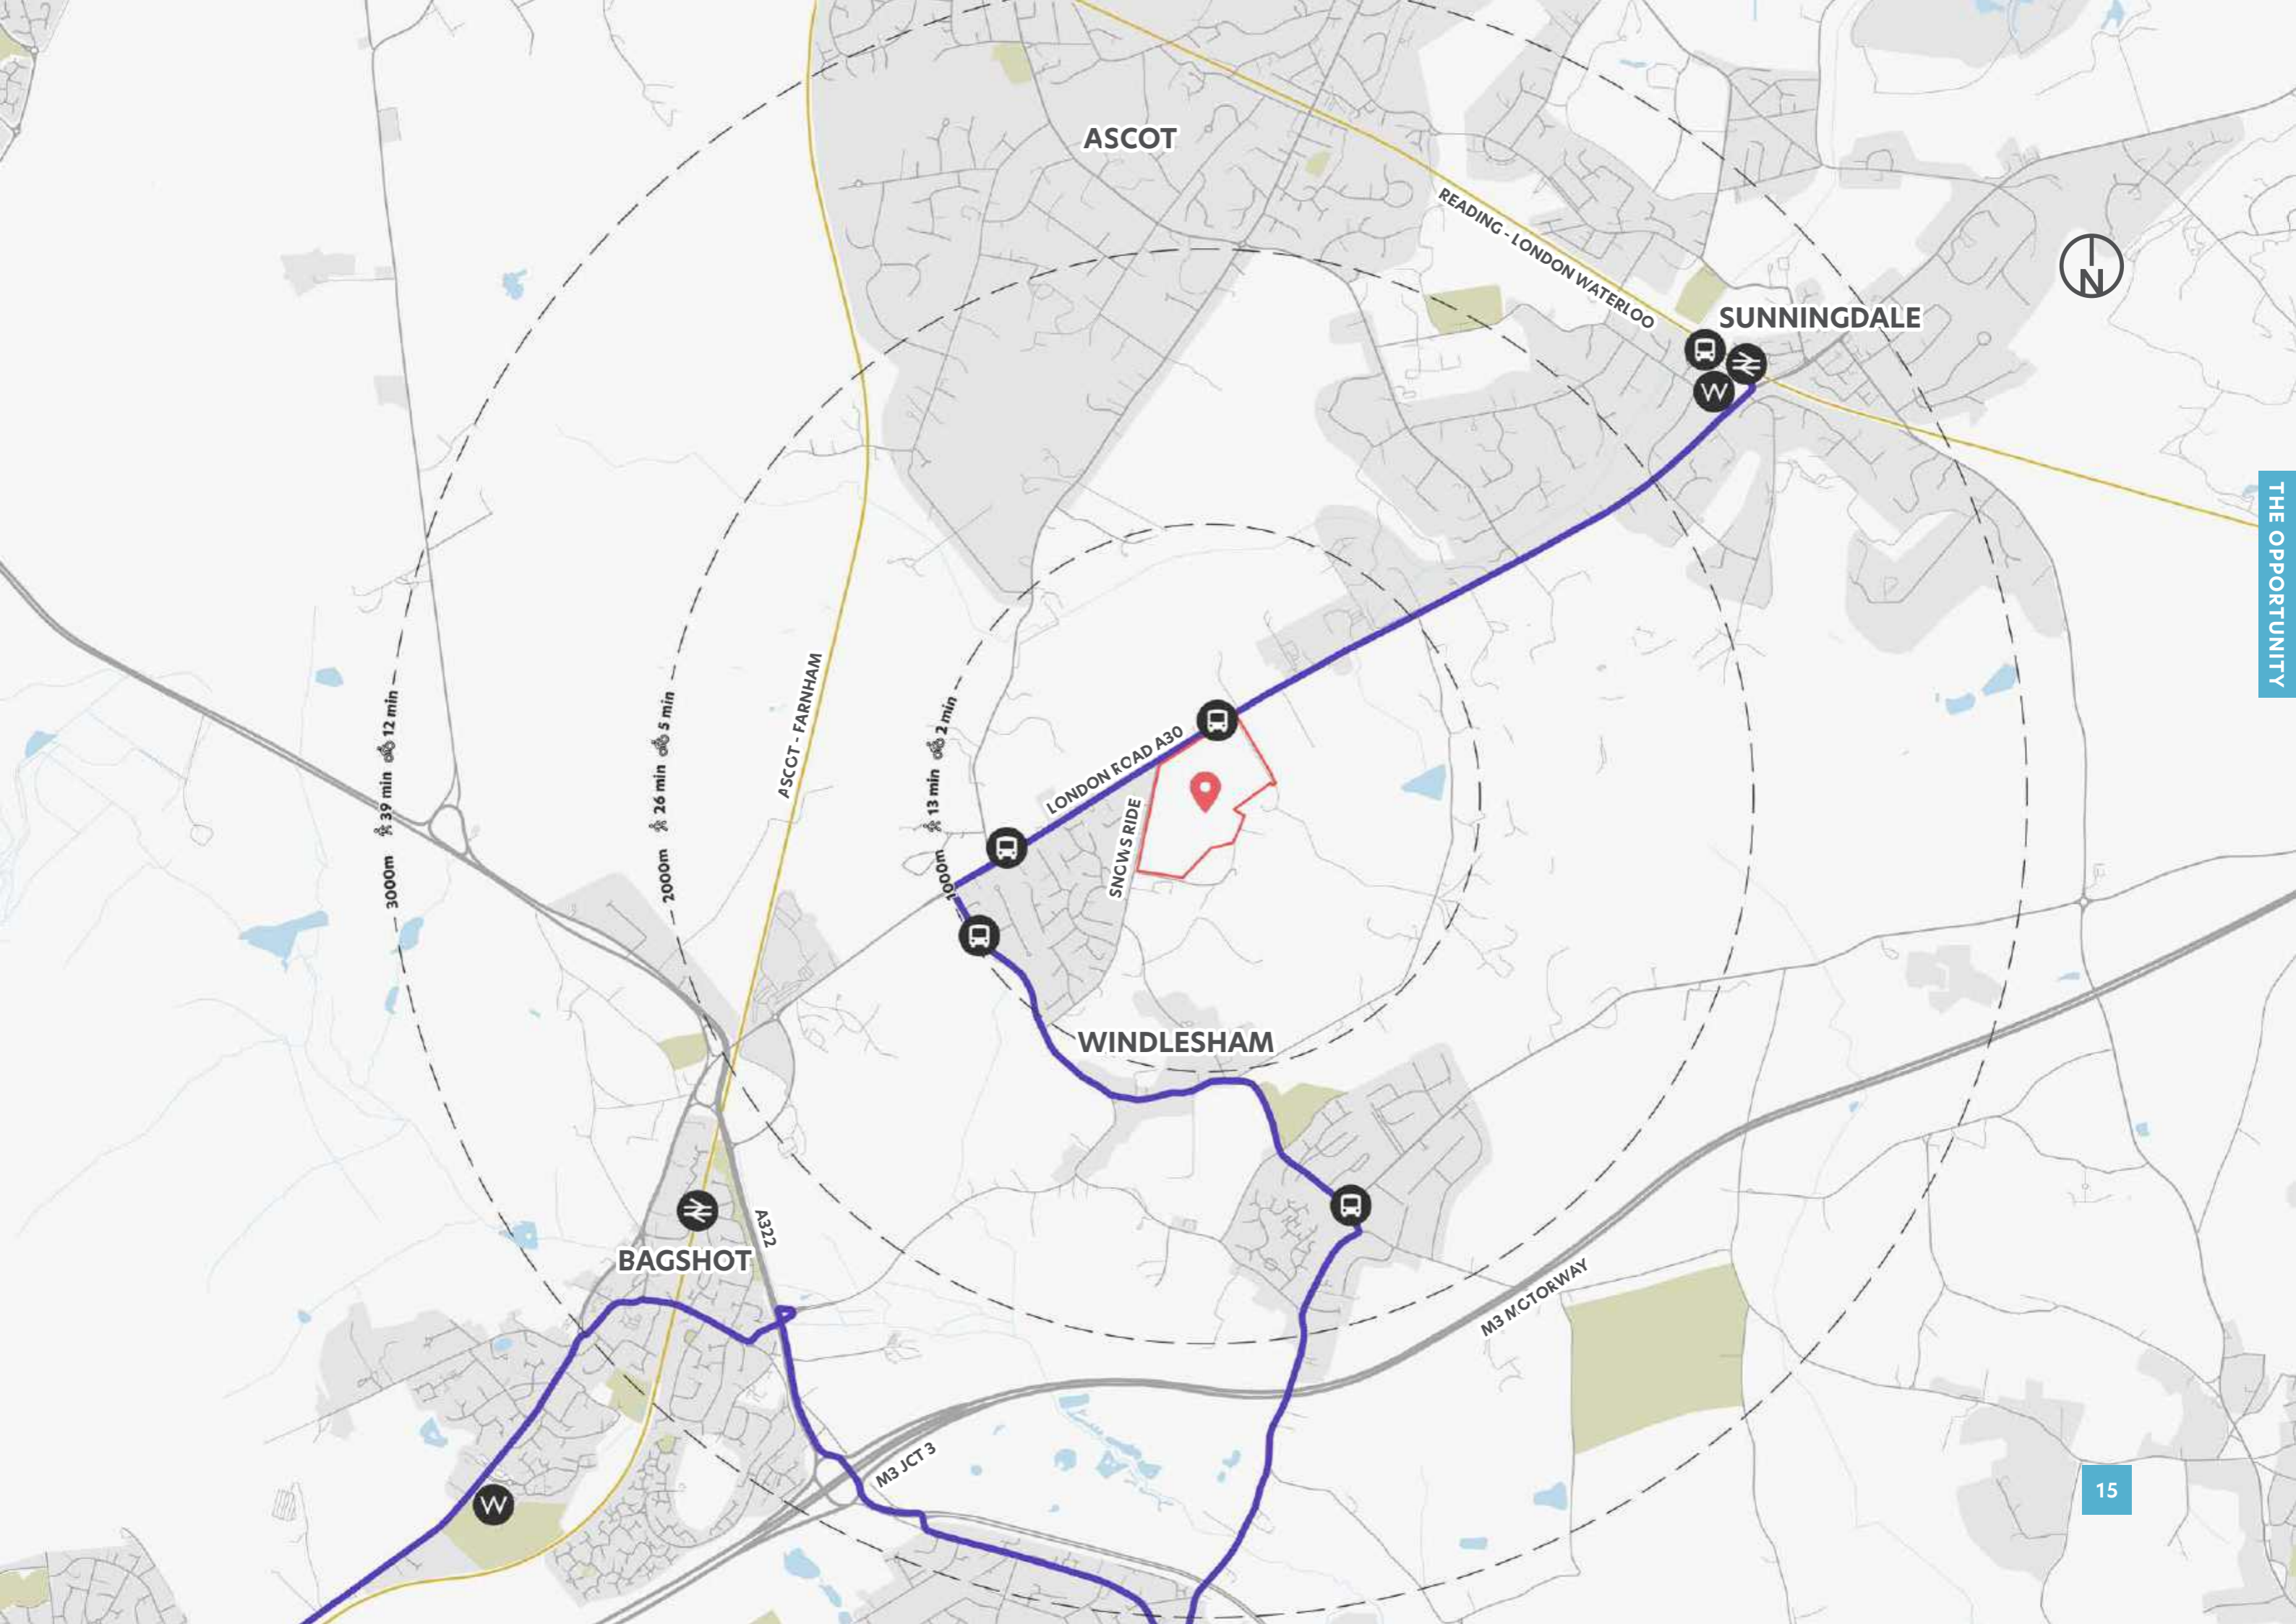 ASCOT
READING - LONDON WATERLOO
N
SUNNINGDALE
W
THE OPPORTUNITY
ASCOT - FARNHAM
3000m 39 min 12 min
2000m 26 min 5 min
1000m 13 min 2 min
LONDON ROAD A30
SNOWS RIDE
WINDLESHAM
A322
BAGSHOT
M3 MOTORWAY
M3 JCT 3
W
15